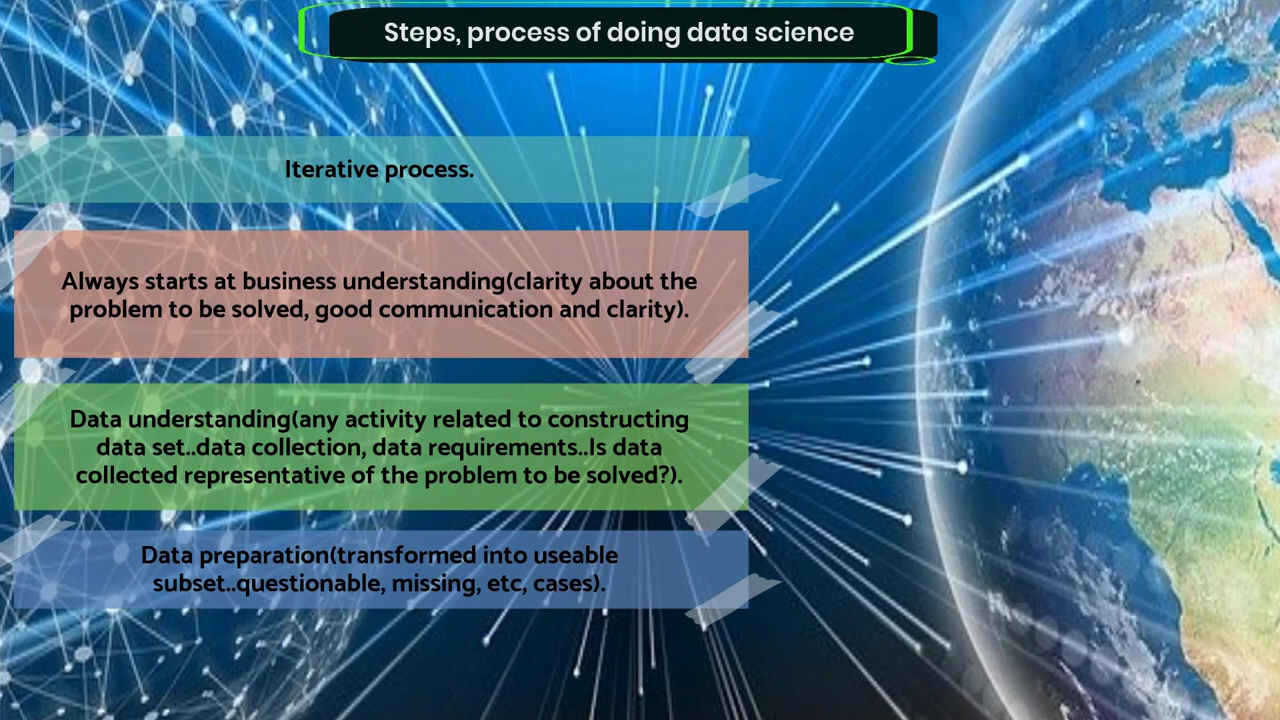 Steps, process of doing data science
Iterative process.
Always starts at business understanding(clarity about the
problem to be solved, good communication and clarity).
Data understanding(any activity related to constructing
data set..data collection, data requirements..Is data
collected representative of the problem to be solved?).
Data preparation(transformed into useable
subset..questionable, missing, etc, cases).